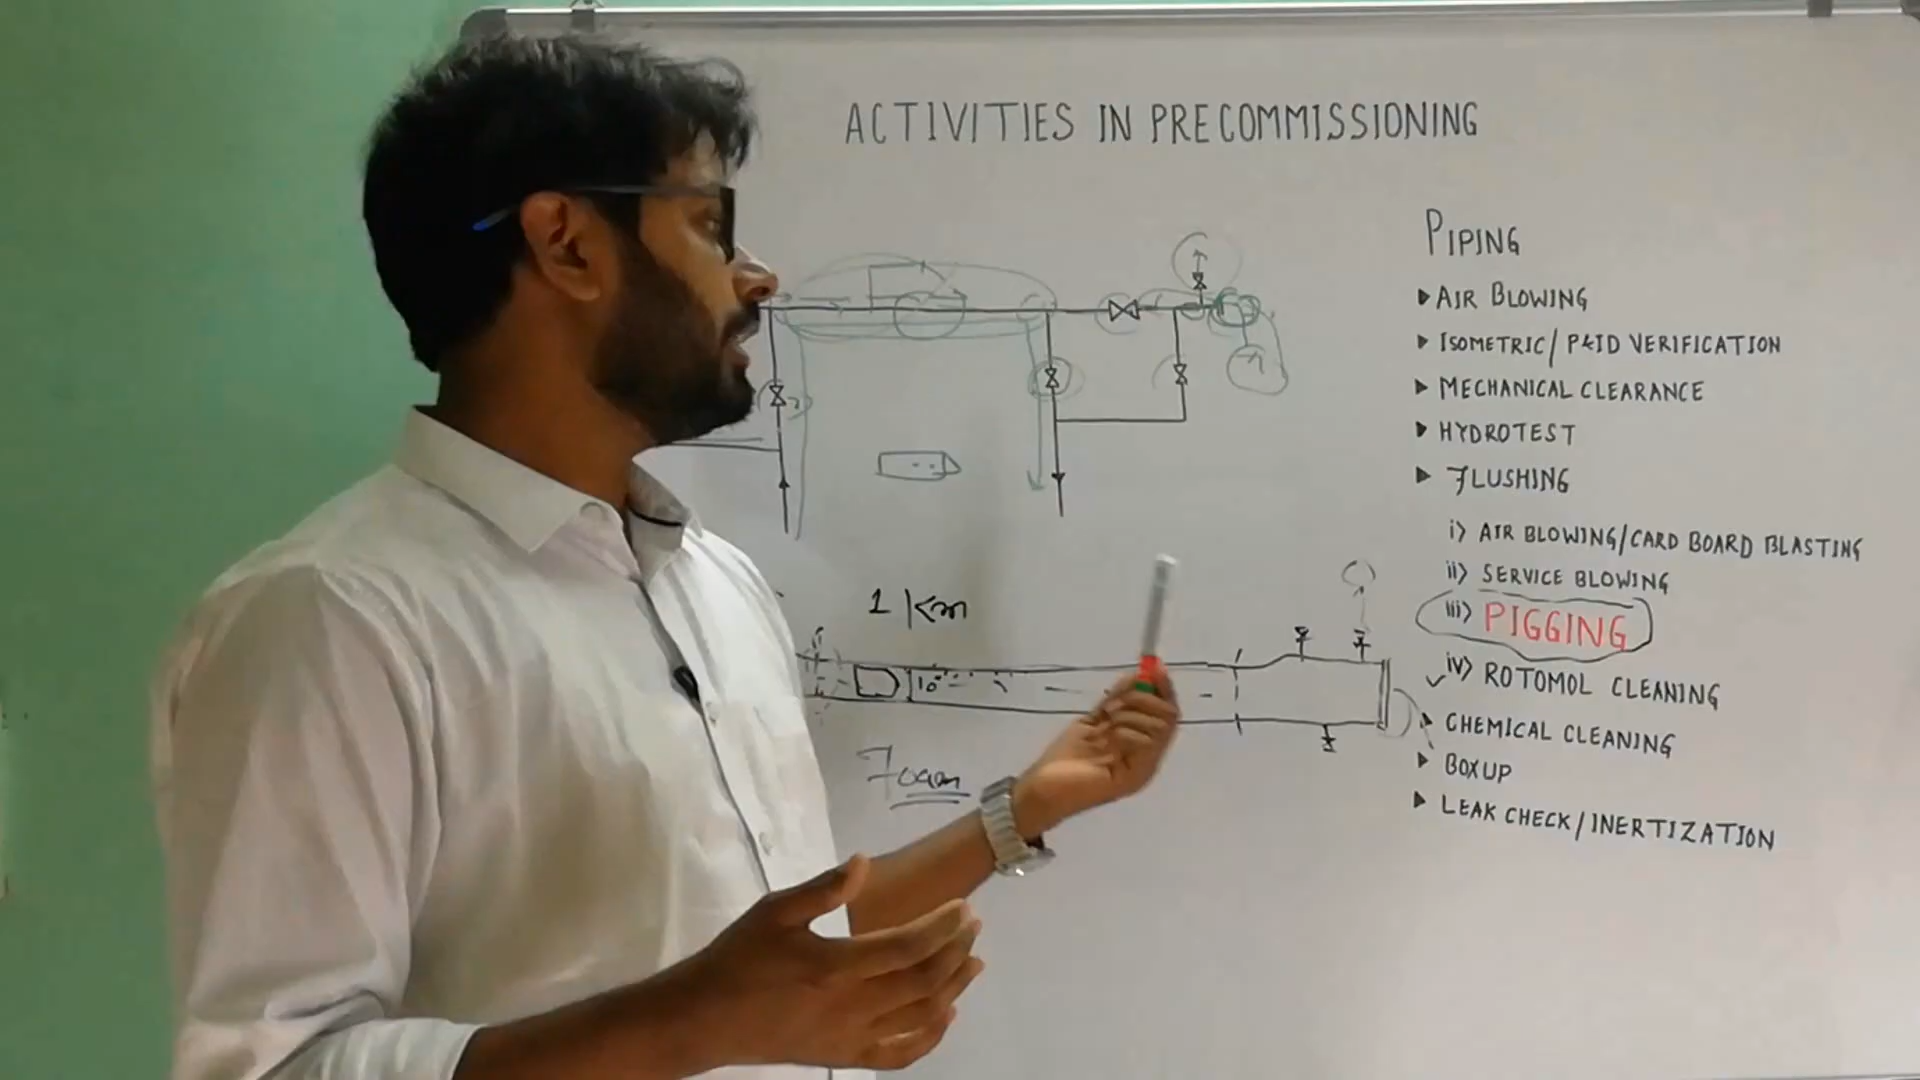 ACTIVITIES IN PRECOMMISSIONING
PIPING
▶ AIR BLOWING
▶ ISOMETRIC/ P&ID VERIFICATION
▶ MECHANICAL CLEARANCE
▶ HYDROTEST
▶ FLUSHING
i) AIR BLOWING/CARD BOARD BLASTING
ii) SERVICE BLOWING
iii) PIGGING
iv) ROTOMOL CLEANING
▶ CHEMICAL CLEANING
▶ BOXUP
▶ LEAK CHECK/INERTIZATION
1 Km
Foam